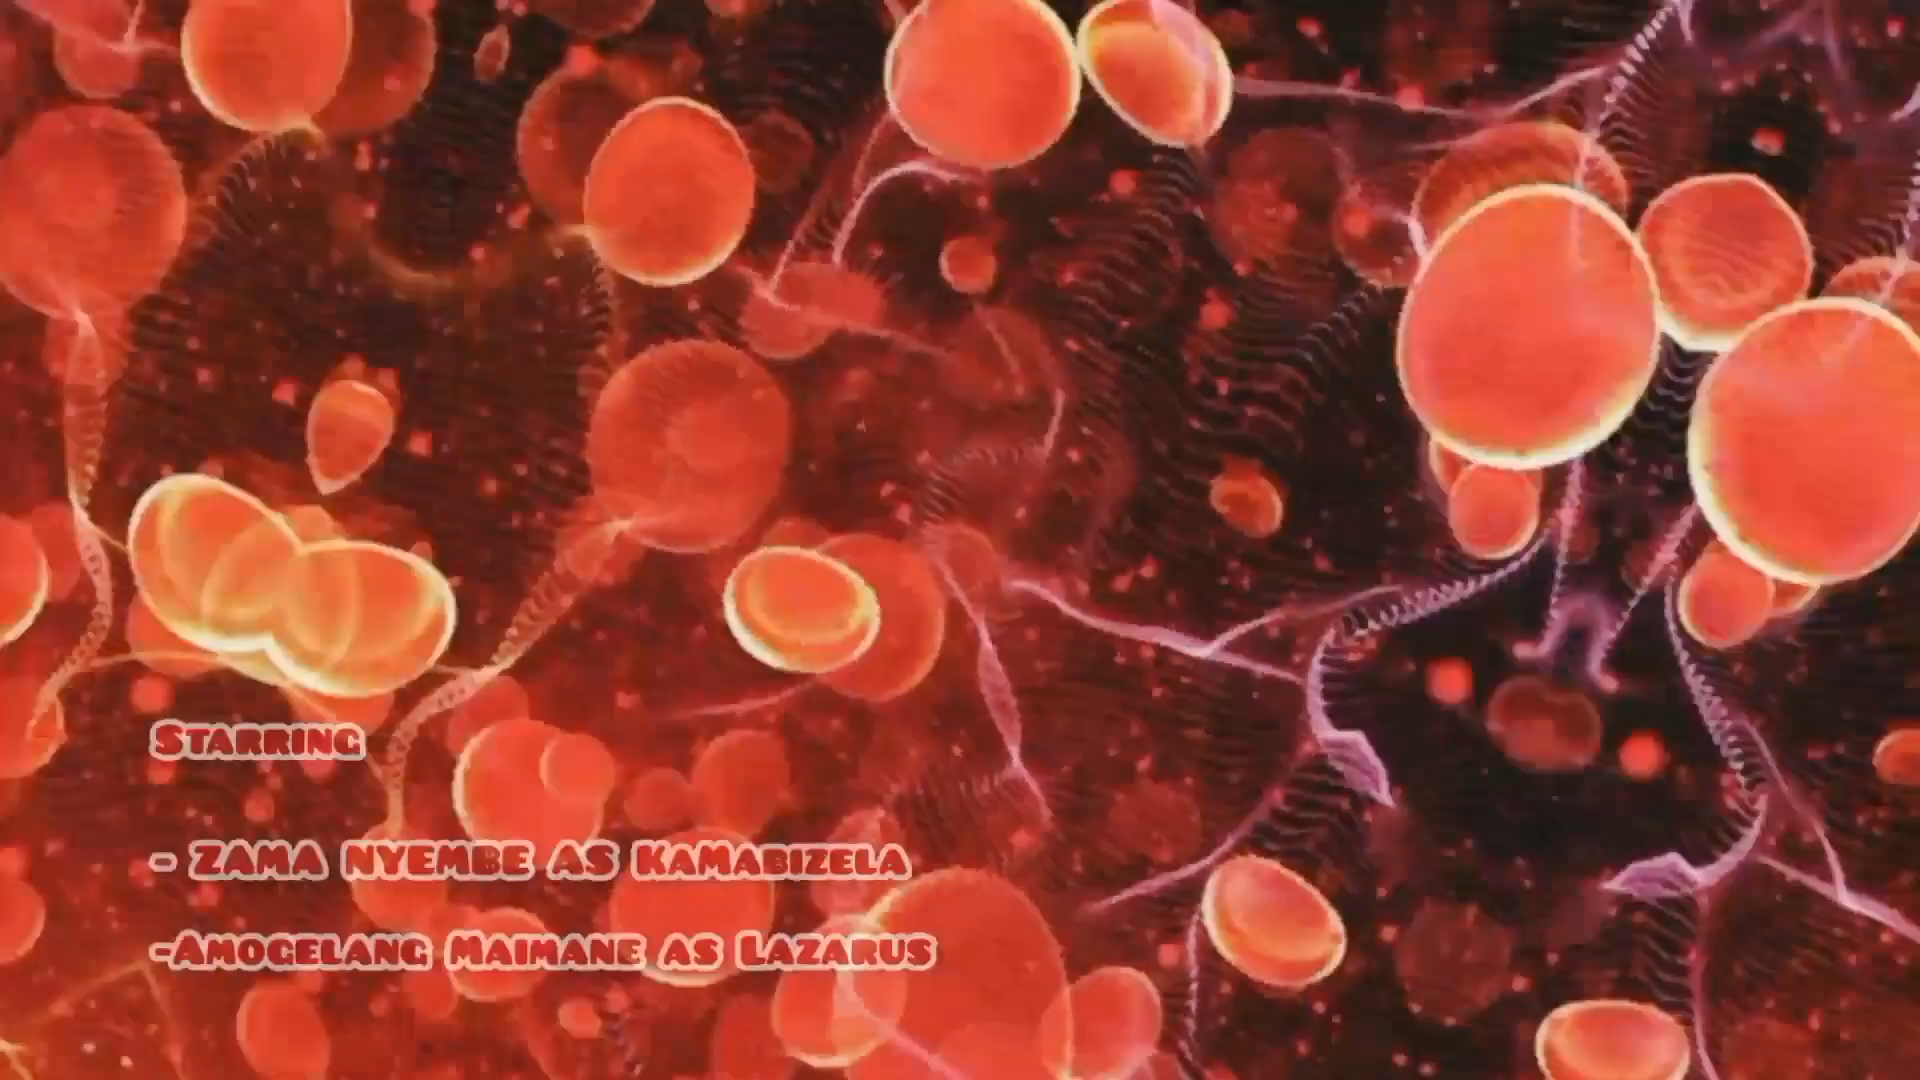 Starring
- ZAMA NYEMBE AS KaMabizela
-Amogelang Maimane as Lazarus